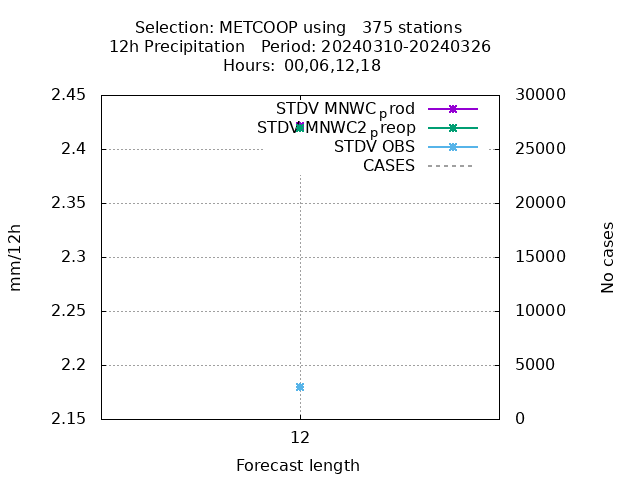 Selection: METCOOP using   375 stations
12h Precipitation   Period: 20240310-20240326
Hours: 00,06,12,18
STDV MNWCprod
STDV MNWC2preop
STDV OBS
CASES
2.45
2.4
2.35
2.3
2.25
2.2
2.15
mm/12h
30000
25000
20000
15000
10000
5000
0
No cases
12
Forecast length